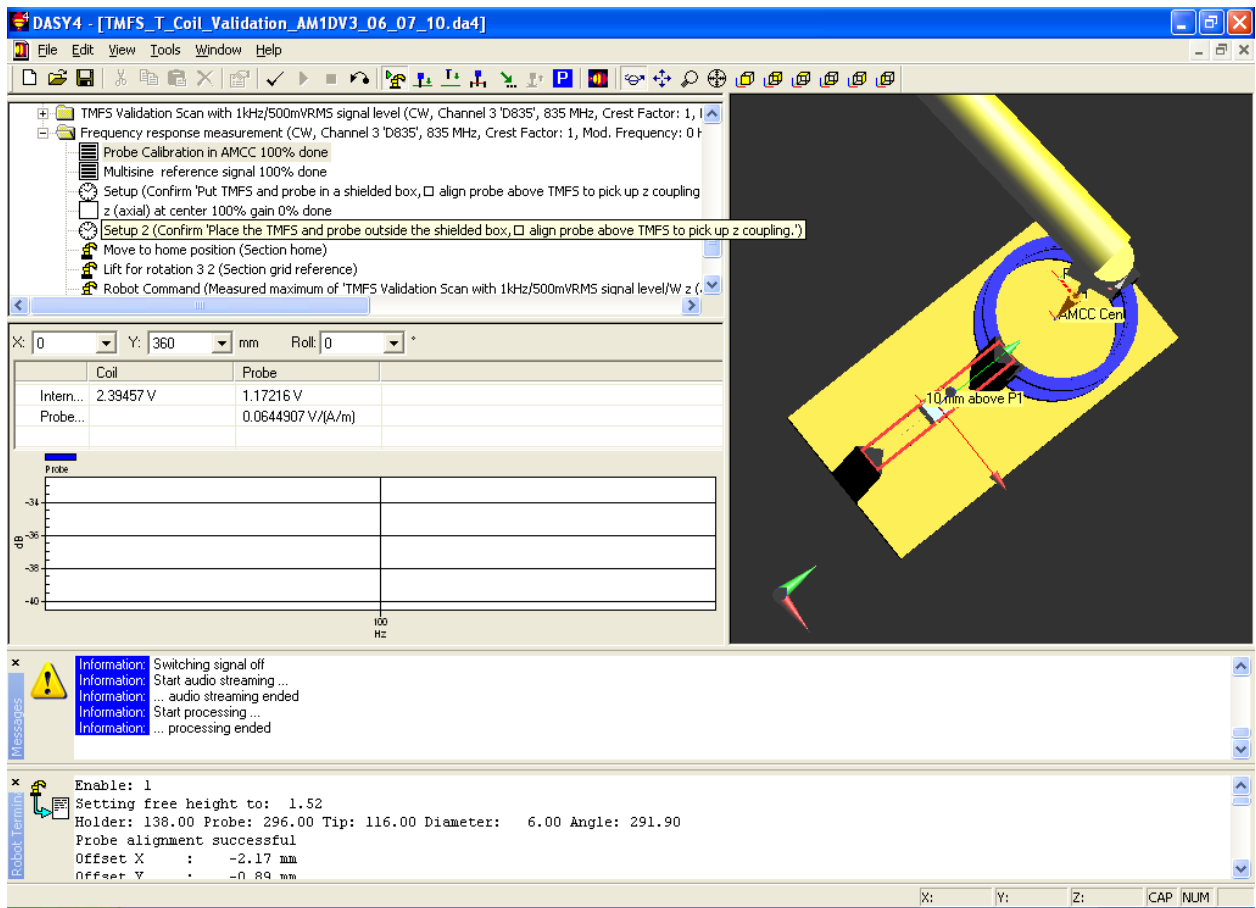 DASY4 - [TMFS_T_Coil_Validation_AM1DV3_06_07_10.da4]
File Edit View Tools Window Help
TMFS Validation Scan with 1kHz/500mVRMS signal level (CW, Channel 3 'D835', 835 MHz, Crest Factor: 1,
Frequency response measurement (CW, Channel 3 'D835', 835 MHz, Crest Factor: 1, Mod. Frequency: 0
Probe Calibration in AMCC 100% done
Multisine reference signal 100% done
Setup (Confirm 'Put TMFS and probe in a shielded box,□ align probe above TMFS to pick up z coupling
z (axial) at center 100% gain 0% done
Setup 2 (Confirm 'Place the TMFS and probe outside the shielded box,□ align probe above TMFS to pick up z coupling.')
Move to home position (Section home)
Lift for rotation 3 2 (Section grid reference)
Robot Command (Measured maximum of 'TMFS Validation Scan with 1kHz/500mVRMS signal level/W z (
X: 0 Y: 360 mm Roll: 0 °
Coil Probe
Intern... 2.39457 V 1.17216 V
Probe... 0.0644907 V/(A/m)
Probe
-34
-36
dB
-38
-40
100
Hz
AMCC Cen
10 mm above P1
Messages
Information: Switching signal off
Information: Start audio streaming ...
Information: ... audio streaming ended
Information: Start processing ...
Information: ... processing ended
Robot Termin
Enable: 1
Setting free height to: 1.52
Holder: 138.00 Probe: 296.00 Tip: 116.00 Diameter: 6.00 Angle: 291.90
Probe alignment successful
Offset X : -2.17 mm
Offset Y : -0.89 mm
X: Y: Z: CAP NUM